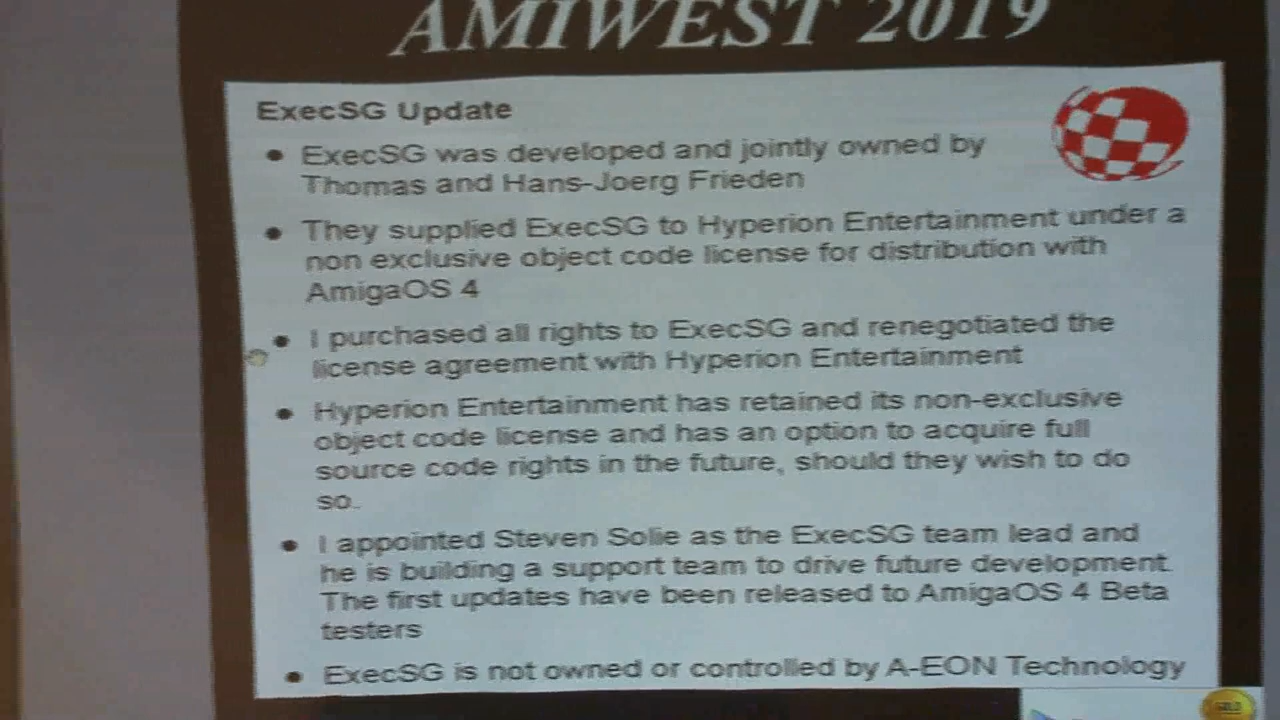 AMIWEST 2019
ExecSG Update
• ExecSG was developed and jointly owned by
Thomas and Hans-Joerg Frieden
• They supplied ExecSG to Hyperion Entertainment under a
non exclusive object code license for distribution with
AmigaOS 4
• I purchased all rights to ExecSG and renegotiated the
license agreement with Hyperion Entertainment
• Hyperion Entertainment has retained its non-exclusive
object code license and has an option to acquire full
source code rights in the future, should they wish to do
so.
• I appointed Steven Solie as the ExecSG team lead and
he is building a support team to drive future development.
The first updates have been released to AmigaOS 4 Beta
testers
• ExecSG is not owned or controlled by A-EON Technology